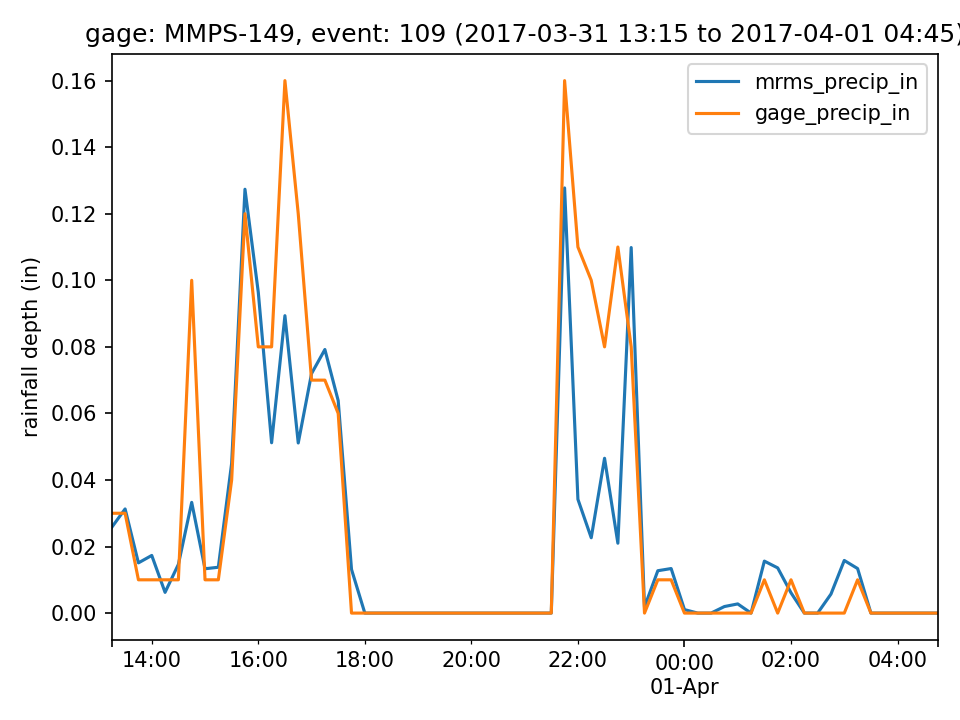 gage: MMPS-149, event: 109 (2017-03-31 13:15 to 2017-04-01 04:45)
mrms_precip_in
gage_precip_in
rainfall depth (in)
0.16
0.14
0.12
0.10
0.08
0.06
0.04
0.02
0.00
14:00 16:00 18:00 20:00 22:00 00:00 02:00 04:00
01-Apr